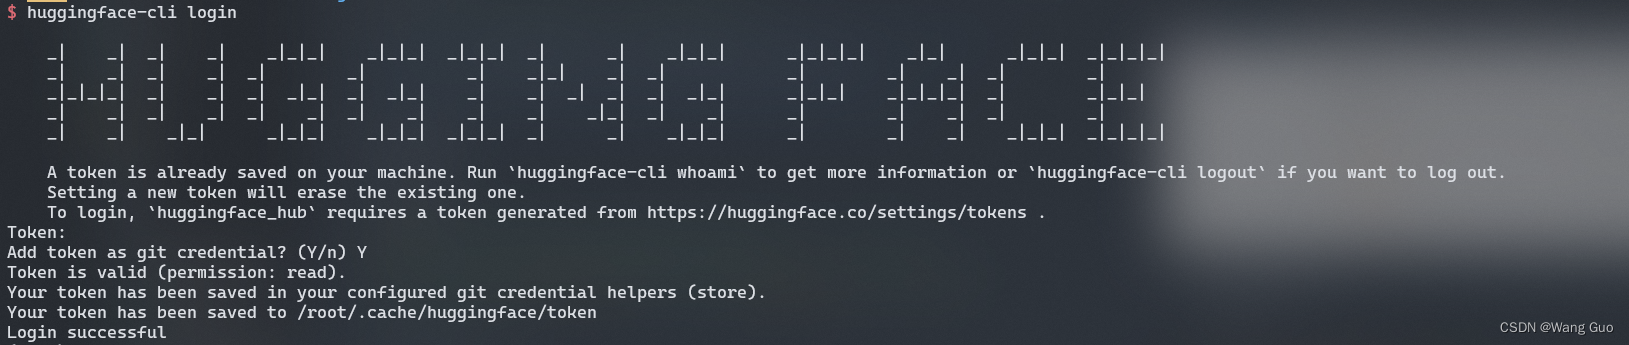 $ huggingface-cli login
HUGGING FACE
A token is already saved on your machine. Run `huggingface-cli whoami` to get more information or `huggingface-cli logout` if you want to log out.
Setting a new token will erase the existing one.
To login, `huggingface_hub` requires a token generated from https://huggingface.co/settings/tokens .
Token:
Add token as git credential? (Y/n) Y
Token is valid (permission: read).
Your token has been saved in your configured git credential helpers (store).
Your token has been saved to /root/.cache/huggingface/token
Login successful
CSDN @Wang Guo